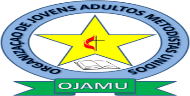 ORGANIZAÇÃO DE JOVENS ADULTOS METODISTAS UNIDOS
OJAMU